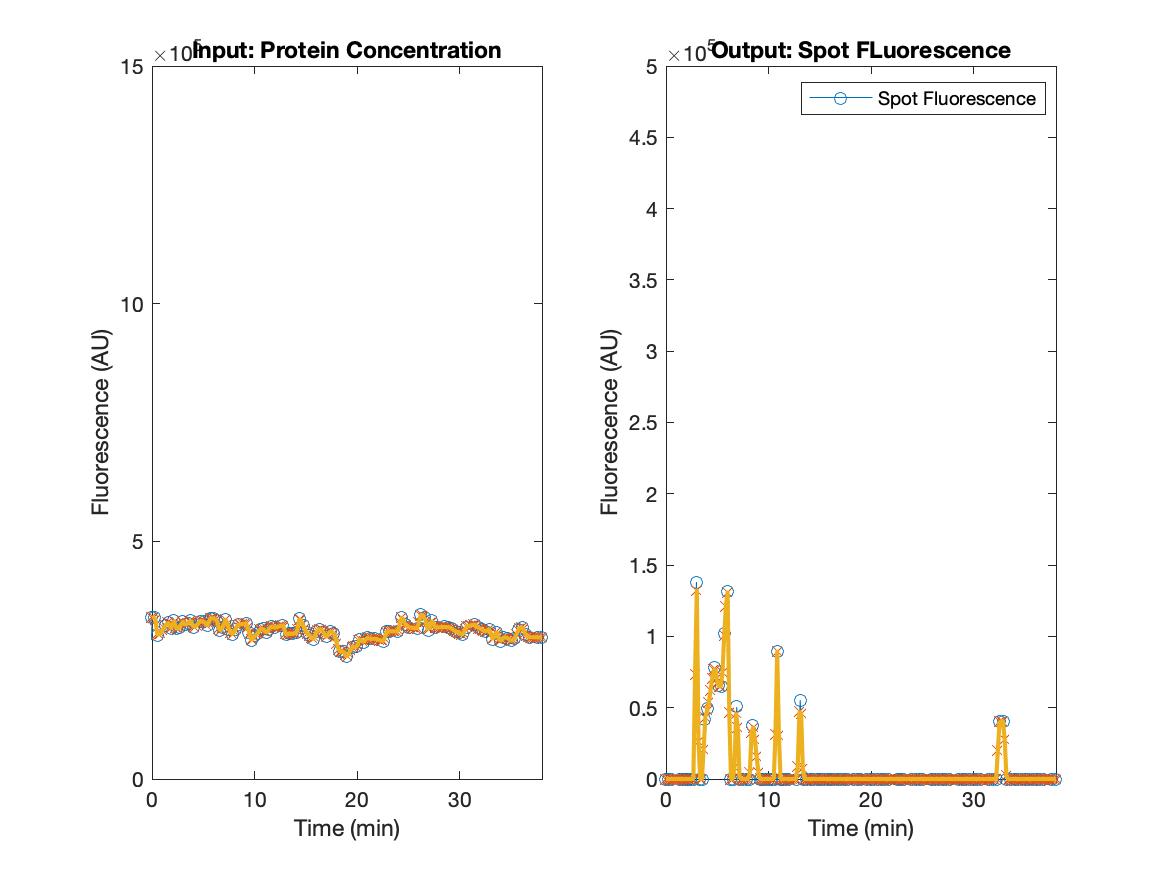 ×10⁵
Input: Protein Concentration
15
10
5
0
0 10 20 30
Fluorescence (AU)
Time (min)
×10⁵
Output: Spot FLuorescence
Spot Fluorescence
5
4.5
4
3.5
3
2.5
2
1.5
1
0.5
0
0 10 20 30
Fluorescence (AU)
Time (min)